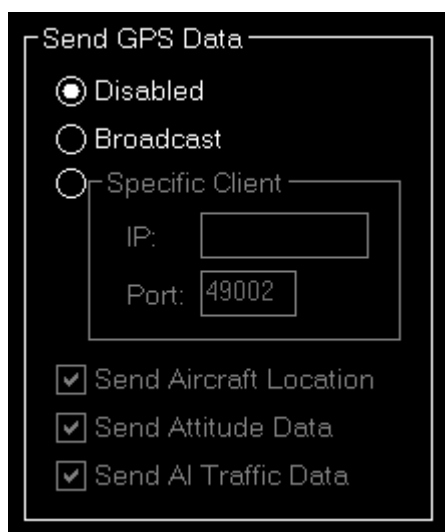 Send GPS Data
Disabled
Broadcast
Specific Client
IP:
Port: 49002
Send Aircraft Location
Send Attitude Data
Send AI Traffic Data